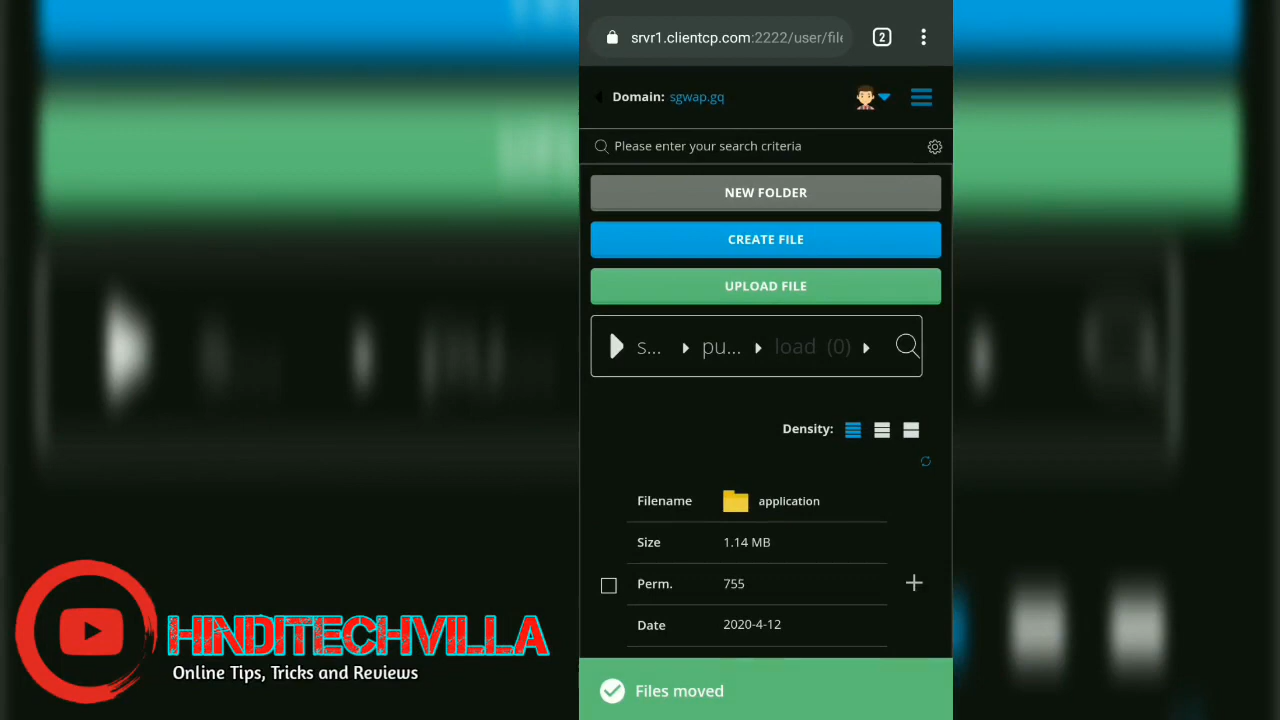 srvr1.clientcp.com:2222/user/file
2
Domain: sgwap.gq
Please enter your search criteria
NEW FOLDER
CREATE FILE
UPLOAD FILE
s... pu... load (0)
Density:
Filename application
Size 1.14 MB
Perm. 755
Date 2020-4-12
Files moved
HINDITECHVILLA
Online Tips, Tricks and Reviews